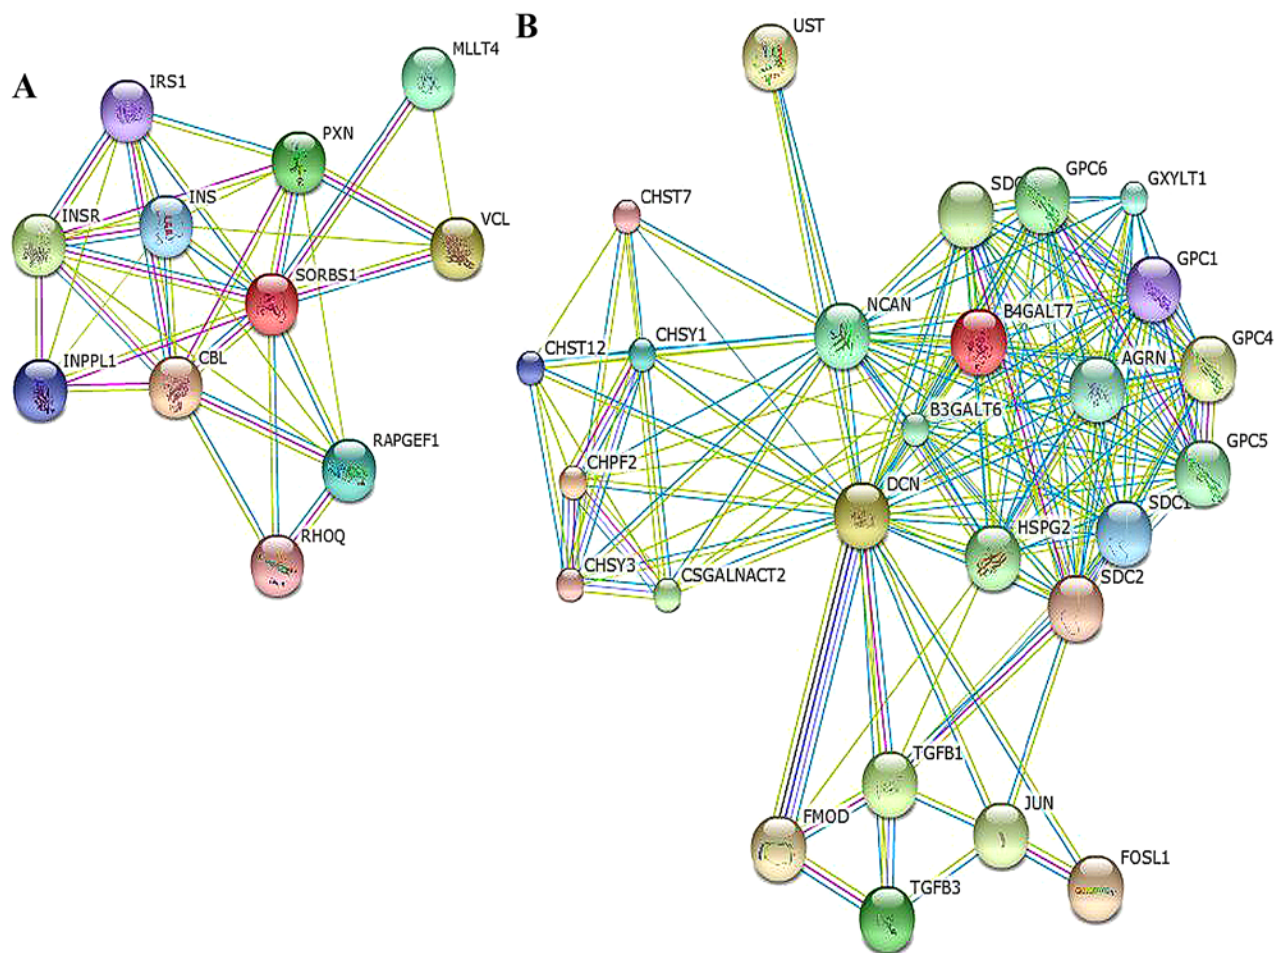 A
IRS1
MLLT4
PXN
INS
INSR
VCL
SORBS1
INPPL1
CBL
RAPGEF1
RHOQ
B
UST
GPC6
GXYLT1
CHST7
GPC1
NCAN
B4GALT7
CHSY1
GPC4
CHST12
AGRN
B3GALT6
CHPF2
GPC5
DCN
SDC1
HSPG2
CHSY3
CSGALNACT2
SDC2
TGFB1
JUN
FMOD
FOSL1
TGFB3